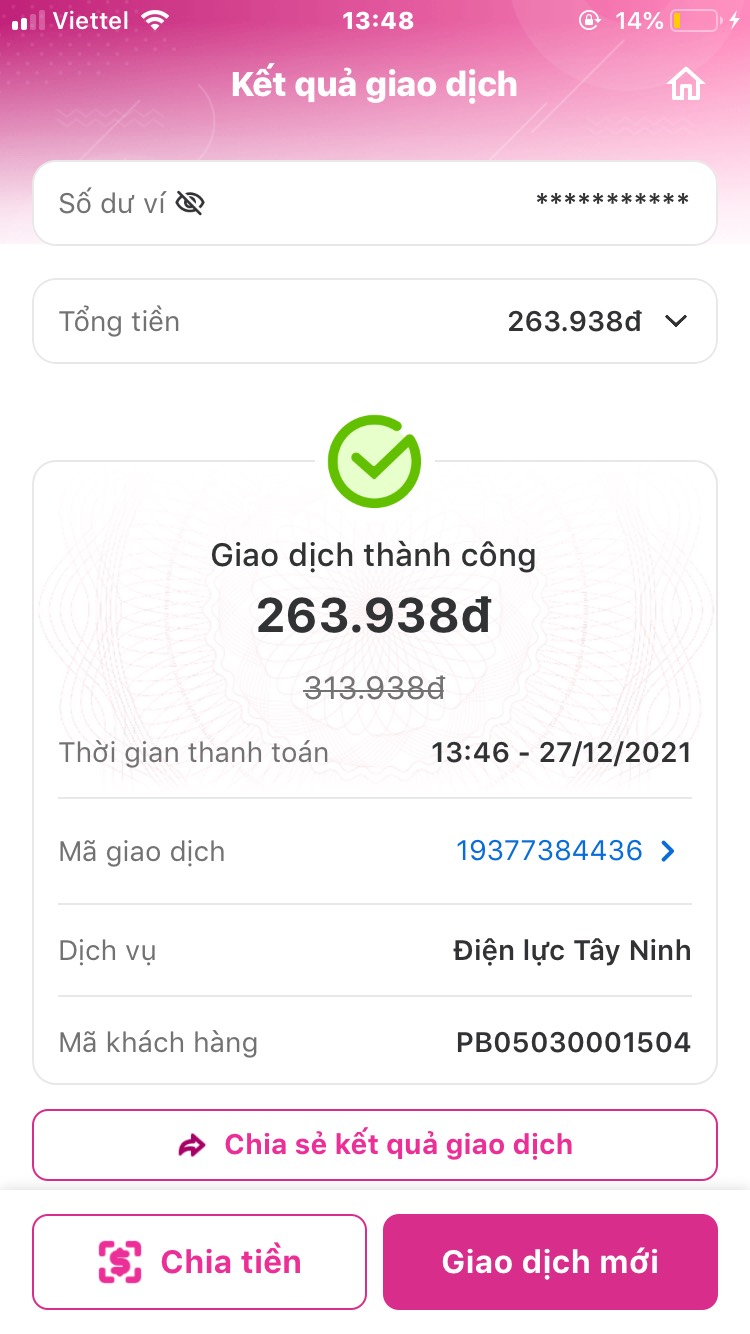 Viettel 13:48 14%
Kết quả giao dịch
Số dư ví ***********
Tổng tiền 263.938đ
Giao dịch thành công
263.938đ
313.938đ
Thời gian thanh toán 13:46 - 27/12/2021
Mã giao dịch 19377384436
Dịch vụ Điện lực Tây Ninh
Mã khách hàng PB05030001504
Chia sẻ kết quả giao dịch
Chia tiền Giao dịch mới